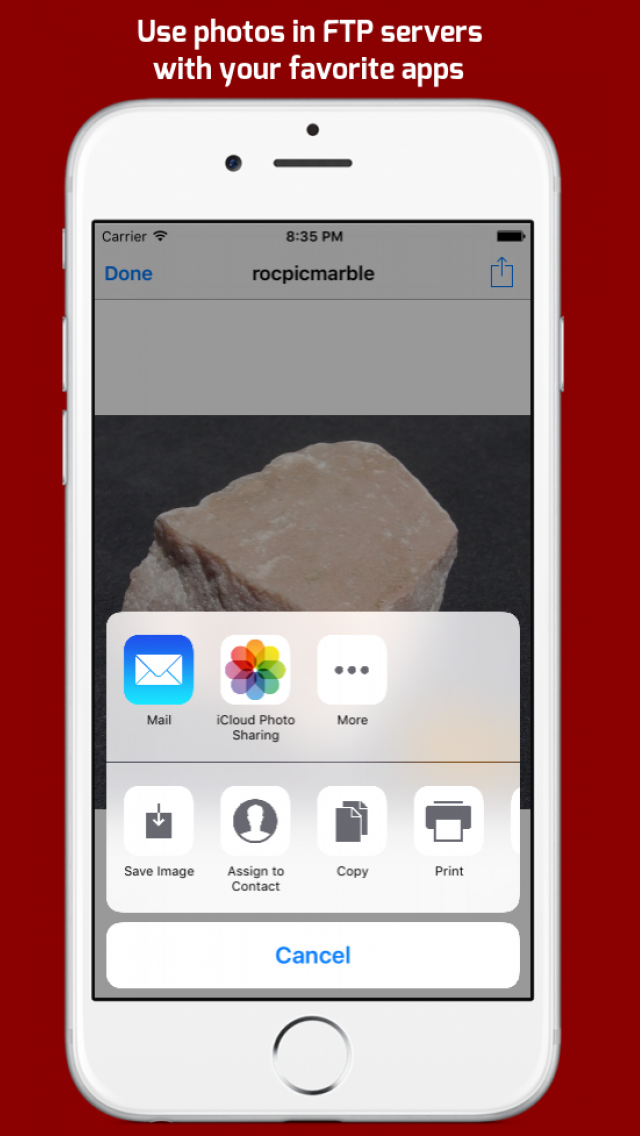 Use photos in FTP servers
with your favorite apps
Carrier 8:35 PM
Done rocpicmarble
Mail iCloud Photo Sharing More
Save Image Assign to Contact Copy Print
Cancel